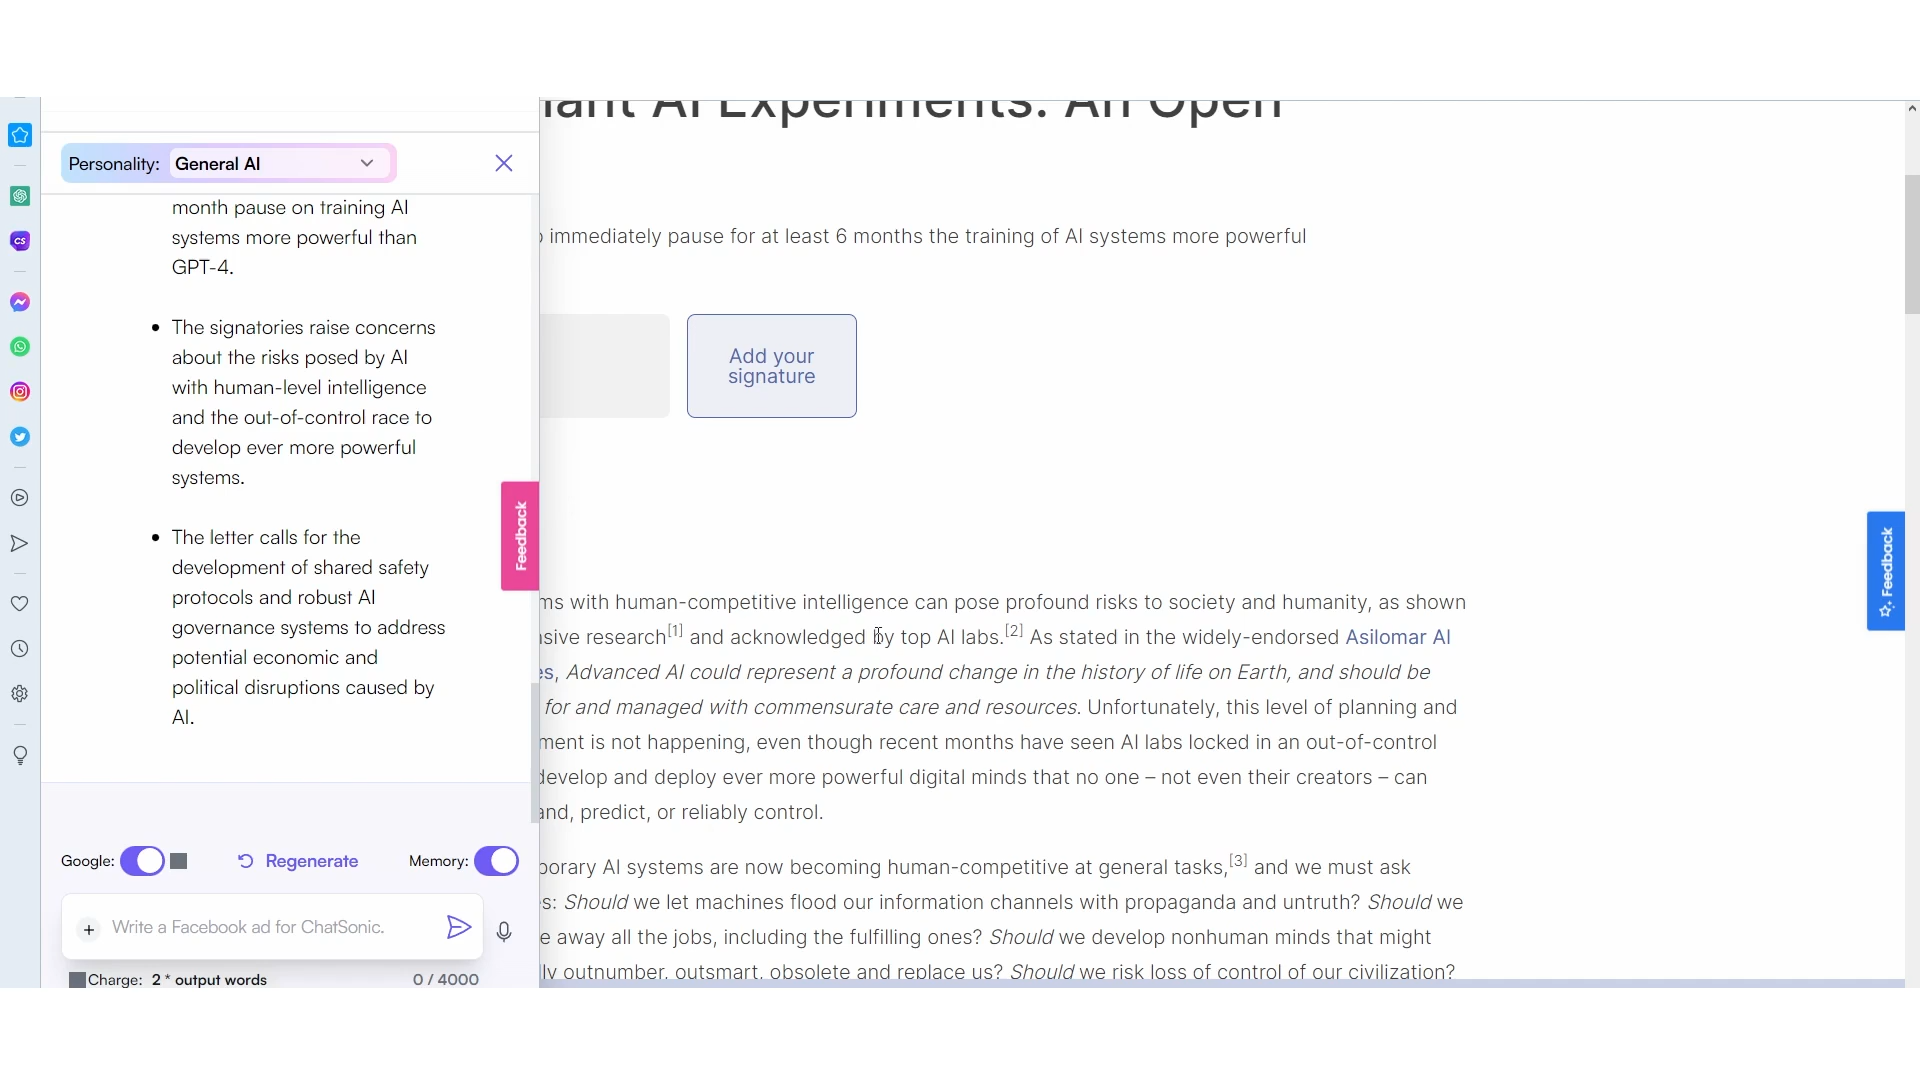 Personality: General AI
month pause on training AI
systems more powerful than
GPT-4.
The signatories raise concerns
about the risks posed by AI
with human-level intelligence
and the out-of-control race to
develop ever more powerful
systems.
The letter calls for the
development of shared safety
protocols and robust AI
governance systems to address
potential economic and
political disruptions caused by
AI.
Feedback
Google: Regenerate Memory:
Write a Facebook ad for ChatSonic.
Charge: 2 * output words 0 / 4000
CS
AI Experiments: An Open
immediately pause for at least 6 months the training of AI systems more powerful
Add your
signature
with human-competitive intelligence can pose profound risks to society and humanity, as shown
research[1] and acknowledged by top AI labs.[2] As stated in the widely-endorsed Asilomar AI
Advanced AI could represent a profound change in the history of life on Earth, and should be
for and managed with commensurate care and resources. Unfortunately, this level of planning and
is not happening, even though recent months have seen AI labs locked in an out-of-control
develop and deploy ever more powerful digital minds that no one – not even their creators – can
predict, or reliably control.
AI systems are now becoming human-competitive at general tasks,[3] and we must ask
Should we let machines flood our information channels with propaganda and untruth? Should we
away all the jobs, including the fulfilling ones? Should we develop nonhuman minds that might
outnumber, outsmart, obsolete and replace us? Should we risk loss of control of our civilization?
Feedback